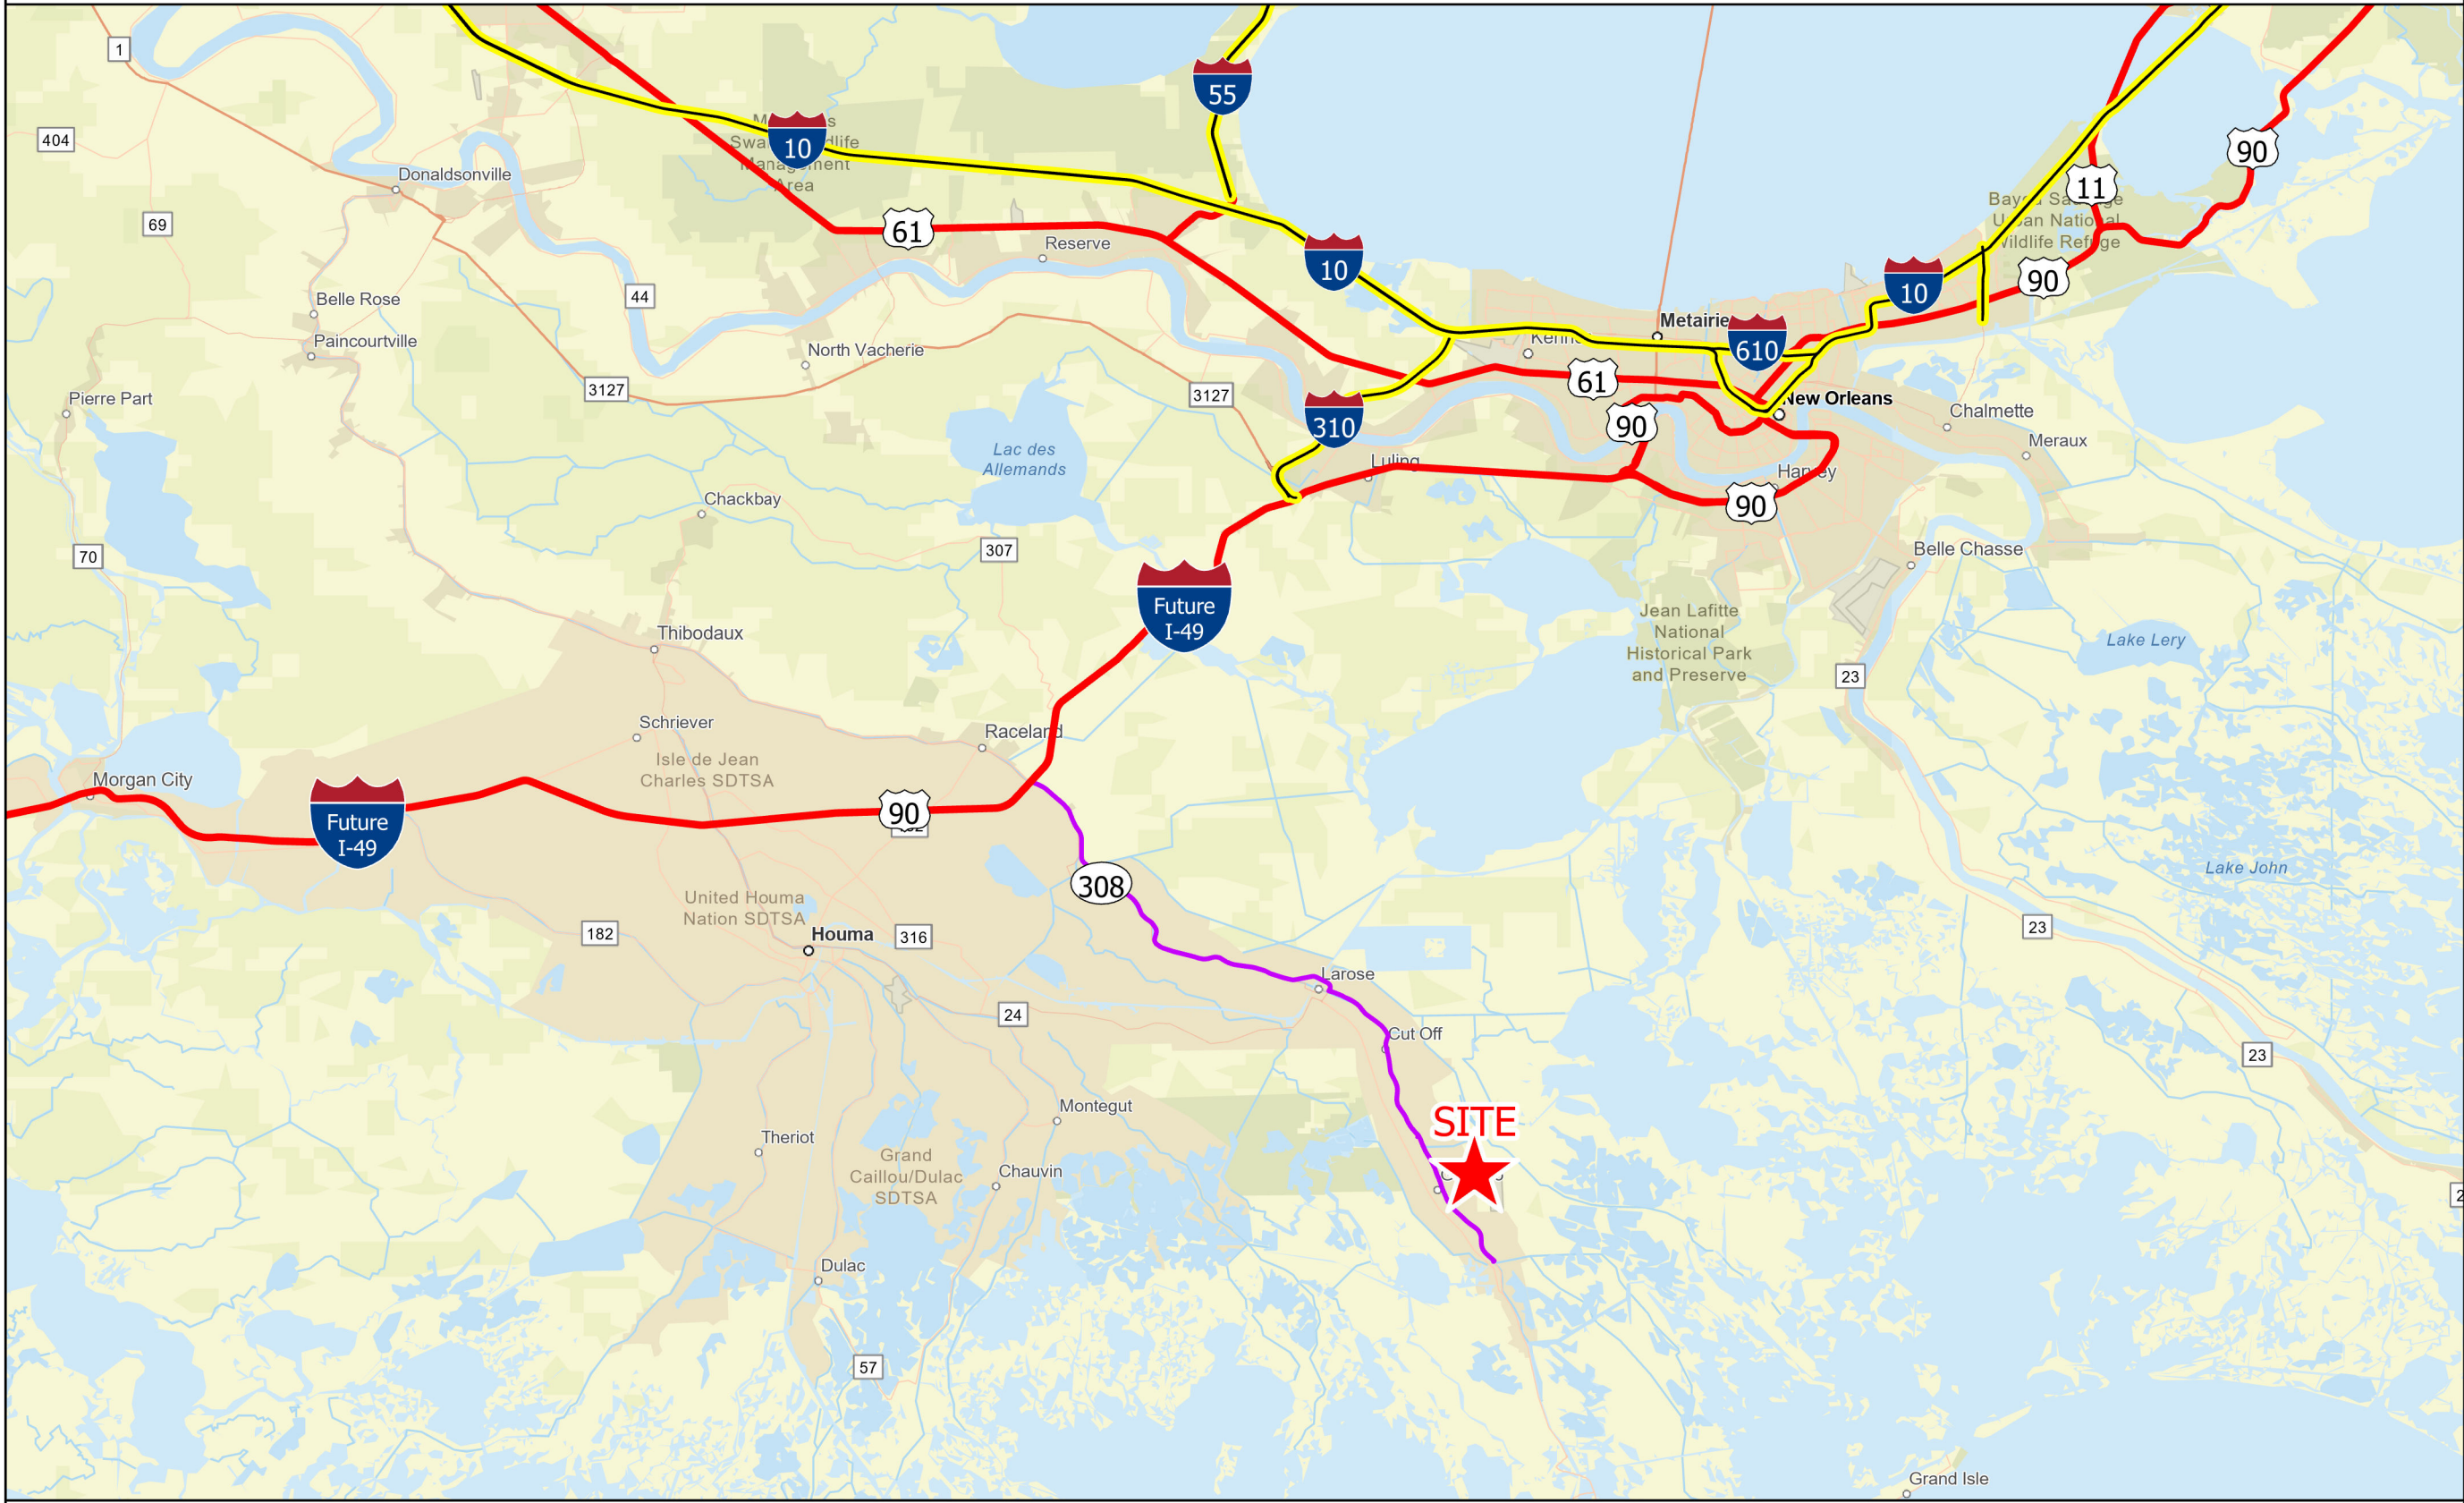 1
55
10
404
Donaldsonville
Area
90
11
69
61
Reserve
Wildlife Refuge
10
44
10
90
Belle Rose
Metairie
Paincourtville
North Vacherie
610
3127
3127
61
Pierre Part
New Orleans
310
90
Chalmette
Meraux
Lac des
Allemands
Luling
Harvey
Chackbay
90
70
307
Belle Chasse
Future
I-49
Jean Lafitte
National
Historical Park
and Preserve
Lake Lery
Thibodaux
23
Schriever
Raceland
Isle de Jean
Charles SDTSA
Morgan City
90
Future
I-49
308
Lake John
United Houma
Nation SDTSA
182
Houma
316
23
Larose
24
Cut Off
23
Montegut
SITE
Theriot
Grand
Caillou/Dulac
SDTSA
Chauvin
Dulac
57
Grand Isle